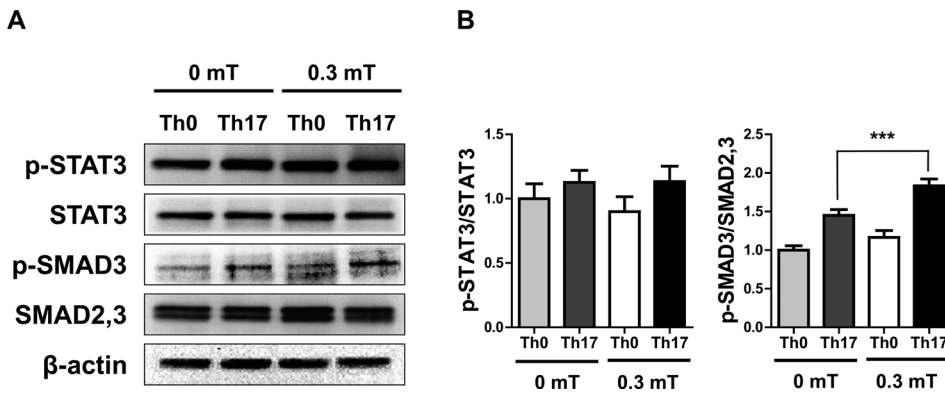 A
0 mT 0.3 mT
Th0 Th17 Th0 Th17
p-STAT3
STAT3
p-SMAD3
SMAD2,3
β-actin
B
p-STAT3/STAT3
1.5
1.0
0.5
0.0
Th0 Th17 Th0 Th17
0 mT 0.3 mT
p-SMAD3/SMAD2,3
2.5
2.0
1.5
1.0
0.5
0.0
***
Th0 Th17 Th0 Th17
0 mT 0.3 mT